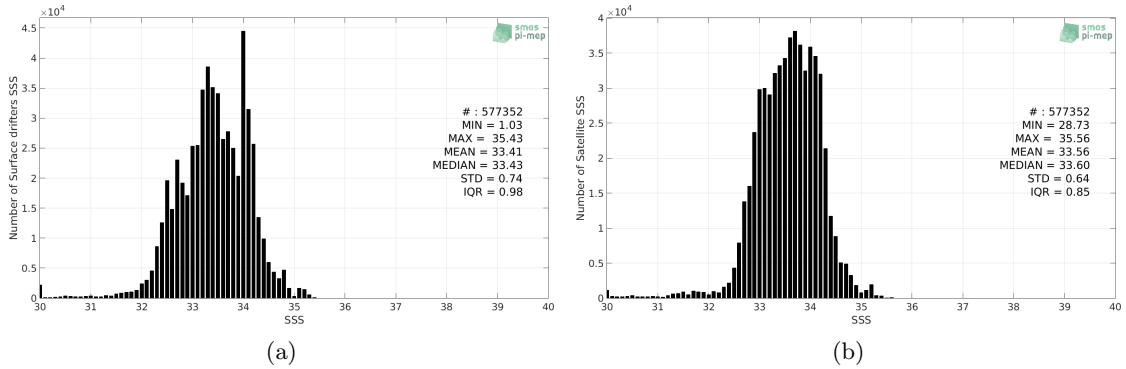 ×10⁴
4.5
4
3.5
3
2.5
2
1.5
1
0.5
0
Number of Surface drifters SSS
smos
pi-mep
# : 577352
MIN = 1.03
MAX = 35.43
MEAN = 33.41
MEDIAN = 33.43
STD = 0.74
IQR = 0.98
30 31 32 33 34 35 36 37 38 39 40
SSS
(a)
×10⁴
4
3.5
3
2.5
2
1.5
1
0.5
0
Number of Satellite SSS
smos
pi-mep
# : 577352
MIN = 28.73
MAX = 35.56
MEAN = 33.56
MEDIAN = 33.60
STD = 0.64
IQR = 0.85
30 31 32 33 34 35 36 37 38 39 40
SSS
(b)